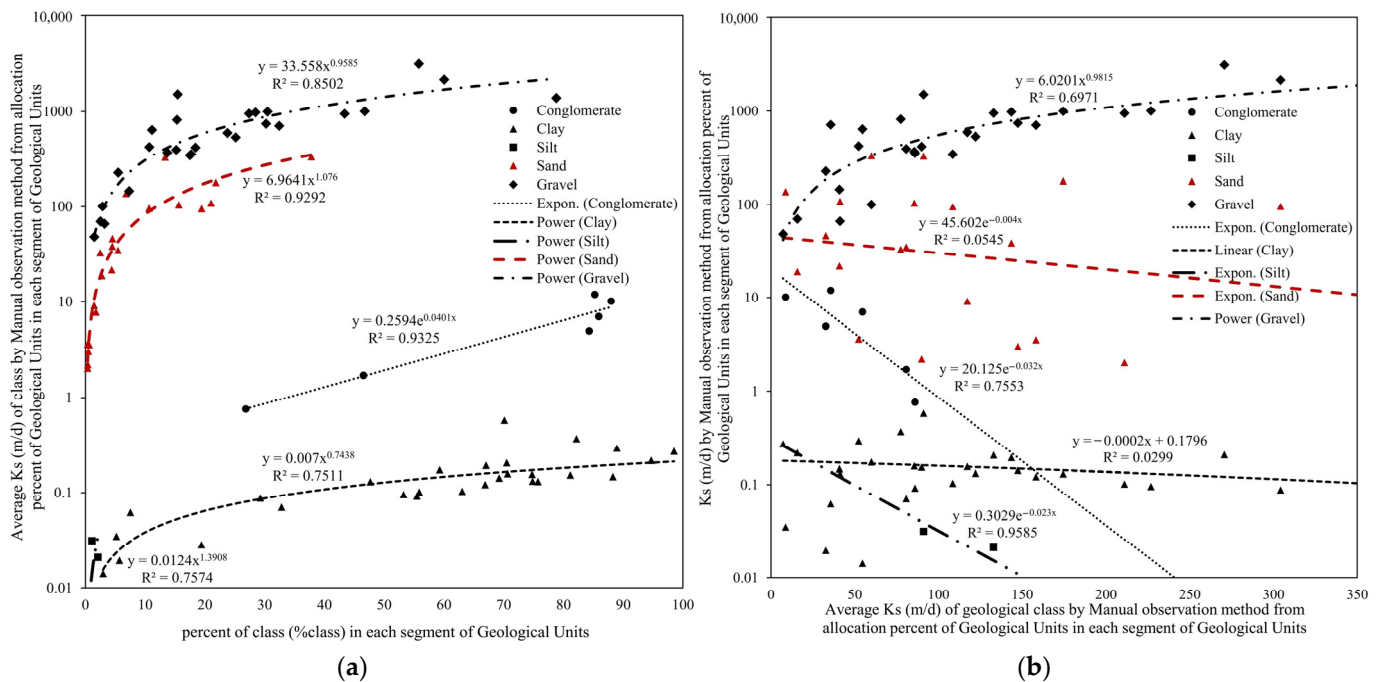 Average Ks (m/d) of class by Manual observation method from allocation
percent of Geological Units in each segment of Geological Units
10,000
1000
100
10
1
0.1
0.01
y = 33.558x^0.9585
R² = 0.8502
y = 6.9641x^1.076
R² = 0.9292
y = 0.2594e^0.0401x
R² = 0.9325
y = 0.007x^0.7438
R² = 0.7511
y = 0.0124x^1.3908
R² = 0.7574
Conglomerate
Clay
Silt
Sand
Gravel
Expon. (Conglomerate)
Power (Clay)
Power (Silt)
Power (Sand)
Power (Gravel)
0 10 20 30 40 50 60 70 80 90 100
percent of class (%class) in each segment of Geological Units
(a)
Ks (m/d) by Manual observation method from allocation percent of
Geological Units in each segment of Geological Units
10,000
1000
100
10
1
0.1
0.01
y = 6.0201x^0.9815
R² = 0.6971
y = 45.602e^−0.004x
R² = 0.0545
y = 20.125e^−0.032x
R² = 0.7553
y = −0.0002x + 0.1796
R² = 0.0299
y = 0.3029e^−0.023x
R² = 0.9585
Conglomerate
Clay
Silt
Sand
Gravel
Expon. (Conglomerate)
Linear (Clay)
Expon. (Silt)
Expon. (Sand)
Power (Gravel)
0 50 100 150 200 250 300 350
Average Ks (m/d) of geological class by Manual observation method from
allocation percent of Geological Units in each segment of Geological Units
(b)